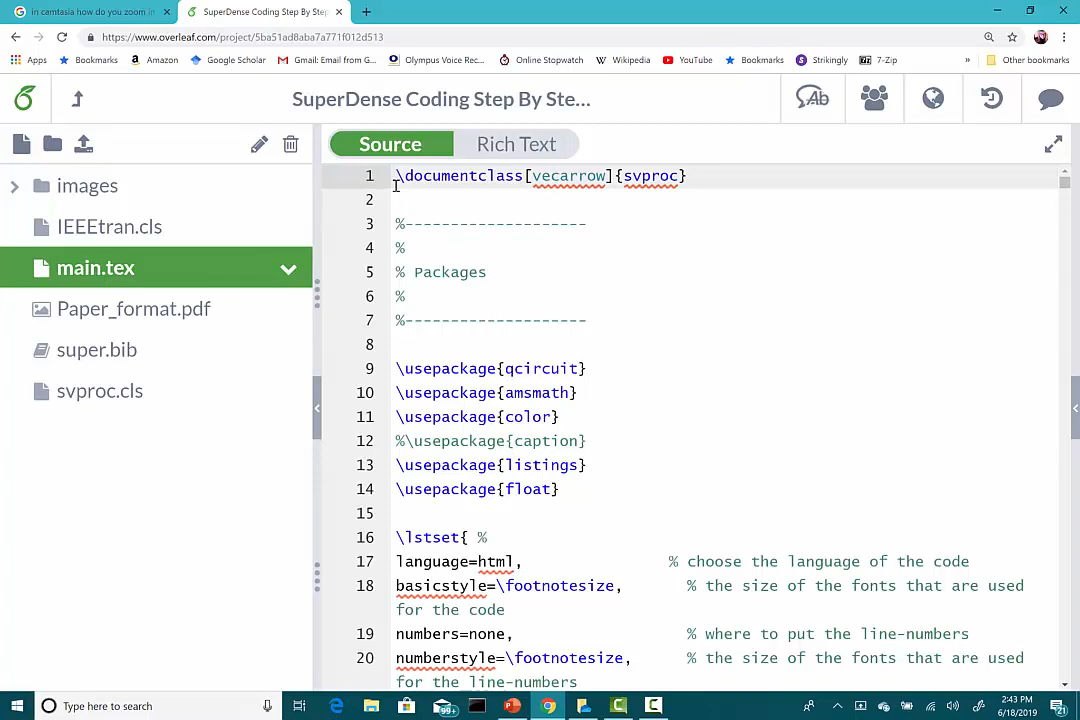 in camtasia how do you zoom in
SuperDense Coding Step By Ste
https://www.overleaf.com/project/5ba51ad8aba7a771f012d513
Apps Bookmarks Amazon Google Scholar Gmail: Email from G... Olympus Voice Rec... Online Stopwatch Wikipedia YouTube Bookmarks Strikingly 7-Zip » Other bookmarks
SuperDense Coding Step By Ste...
Source Rich Text
images
IEEEtran.cls
main.tex
Paper_format.pdf
super.bib
svproc.cls
1 \documentclass[vecarrow]{svproc}
2
3 %--------------------
4 %
5 % Packages
6 %
7 %--------------------
8
9 \usepackage{qcircuit}
10 \usepackage{amsmath}
11 \usepackage{color}
12 %\usepackage{caption}
13 \usepackage{listings}
14 \usepackage{float}
15
16 \lstset{ %
17 language=html, % choose the language of the code
18 basicstyle=\footnotesize, % the size of the fonts that are used
for the code
19 numbers=none, % where to put the line-numbers
20 numberstyle=\footnotesize, % the size of the fonts that are used
for the line-numbers
Type here to search
99+
2:43 PM
6/18/2019
21